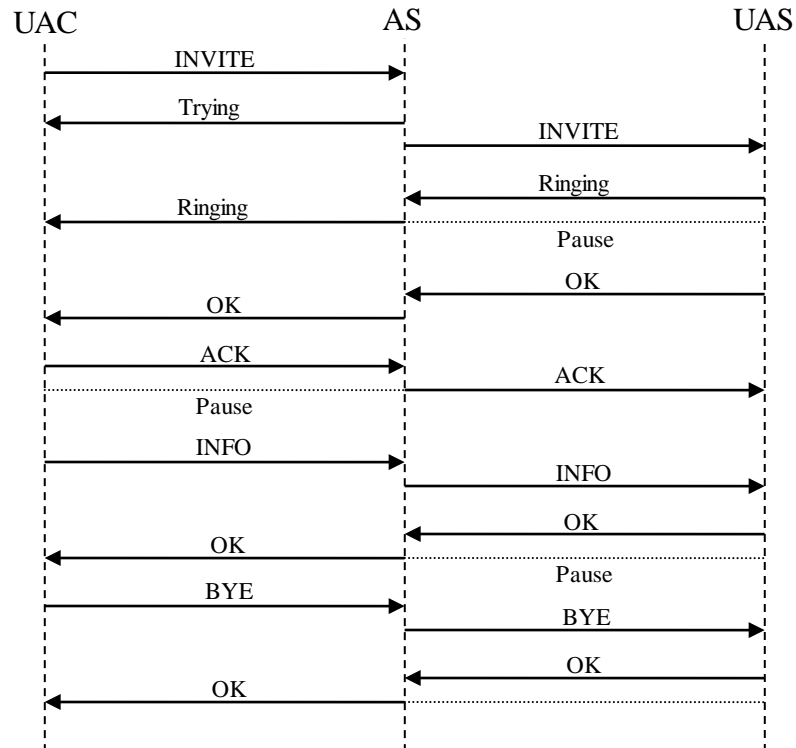 UAC AS UAS
INVITE
Trying
INVITE
Ringing
Ringing
Pause
OK
OK
ACK
ACK
Pause
INFO
INFO
OK
OK
Pause
BYE
BYE
OK
OK